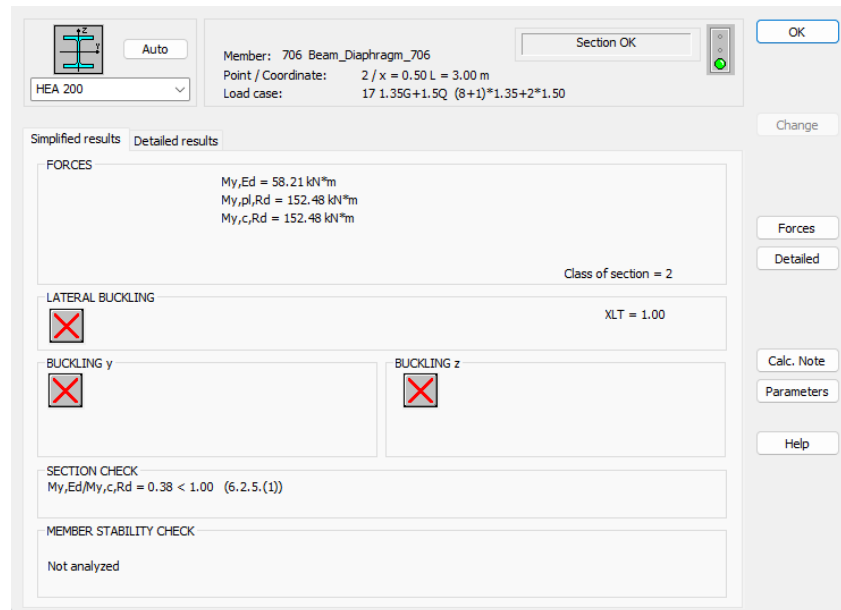 z
y
Auto
HEA 200
Member: 706 Beam_Diaphragm_706
Point / Coordinate: 2 / x = 0.50 L = 3.00 m
Load case: 17 1.35G+1.5Q (8+1)*1.35+2*1.50
Section OK
OK
Change
Simplified results Detailed results
FORCES
My,Ed = 58.21 kN*m
My,pl,Rd = 152.48 kN*m
My,c,Rd = 152.48 kN*m
Class of section = 2
Forces
Detailed
LATERAL BUCKLING
XLT = 1.00
BUCKLING y
BUCKLING z
Calc. Note
Parameters
Help
SECTION CHECK
My,Ed/My,c,Rd = 0.38 < 1.00 (6.2.5.(1))
MEMBER STABILITY CHECK
Not analyzed